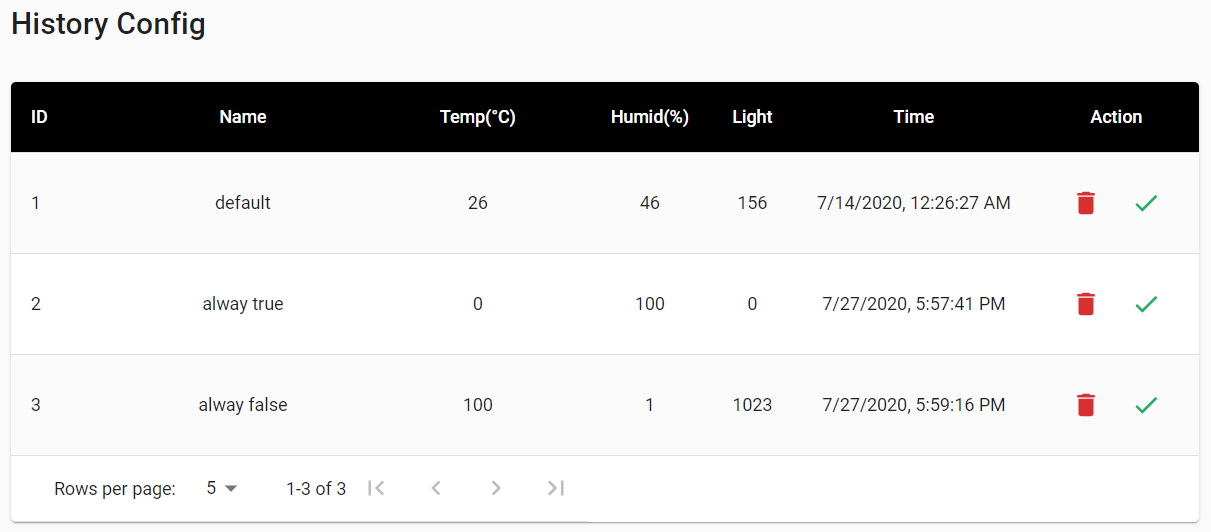 History Config
ID Name Temp(°C) Humid(%) Light Time Action
1 default 26 46 156 7/14/2020, 12:26:27 AM
2 alway true 0 100 0 7/27/2020, 5:57:41 PM
3 alway false 100 1 1023 7/27/2020, 5:59:16 PM
Rows per page: 5 1-3 of 3